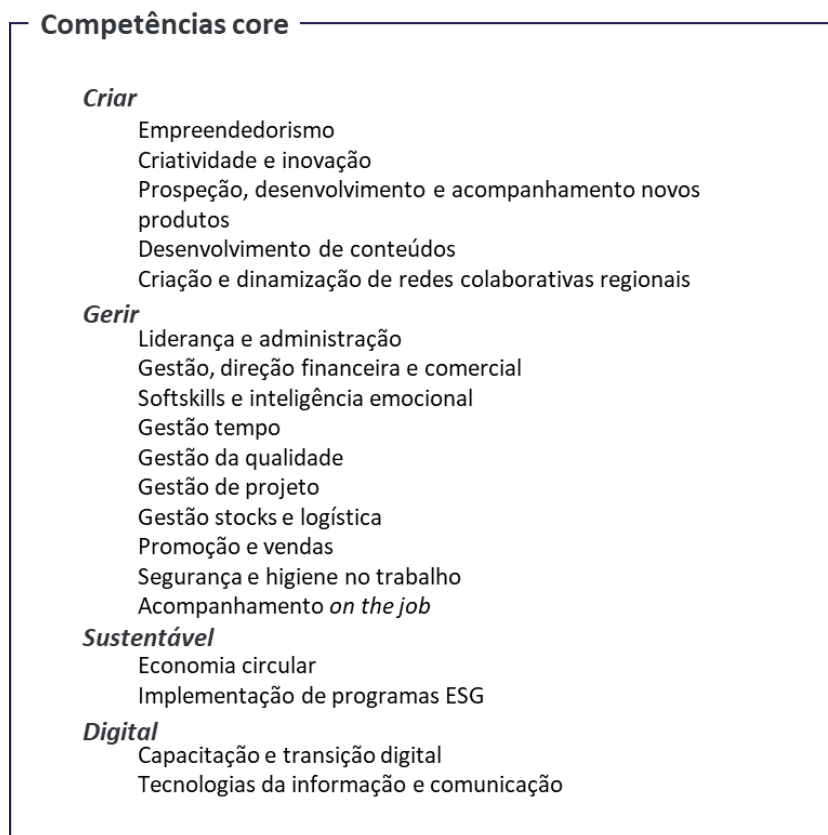 Competências core
Criar
Empreendedorismo
Criatividade e inovação
Prospeção, desenvolvimento e acompanhamento novos
produtos
Desenvolvimento de conteúdos
Criação e dinamização de redes colaborativas regionais
Gerir
Liderança e administração
Gestão, direção financeira e comercial
Softskills e inteligência emocional
Gestão tempo
Gestão da qualidade
Gestão de projeto
Gestão stocks e logística
Promoção e vendas
Segurança e higiene no trabalho
Acompanhamento on the job
Sustentável
Economia circular
Implementação de programas ESG
Digital
Capacitação e transição digital
Tecnologias da informação e comunicação